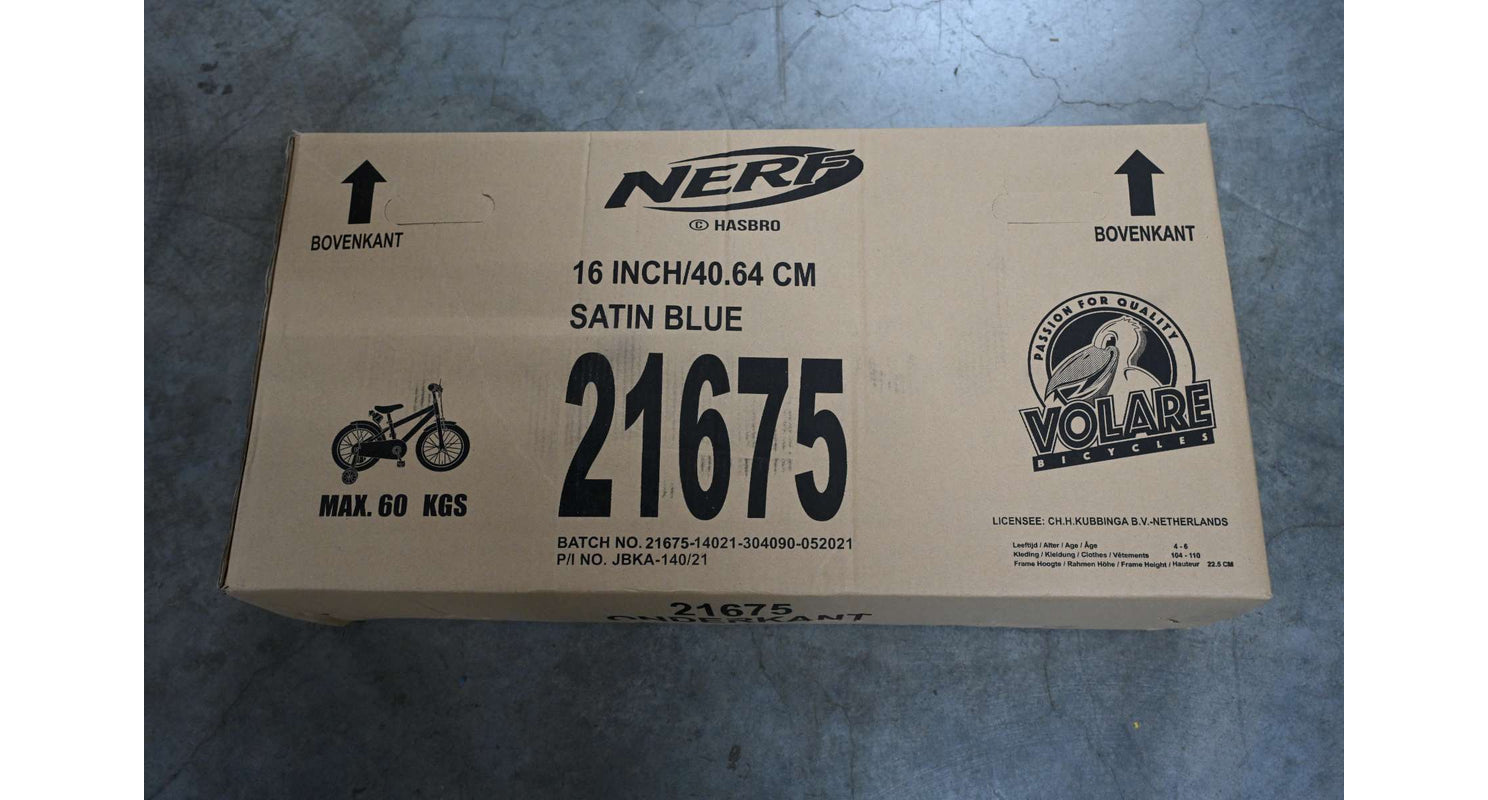 NERF
© HASBRO
BOVENKANT
BOVENKANT
16 INCH/40.64 CM
SATIN BLUE
21675
MAX. 60 KGS
PASSION FOR QUALITY
VOLARE
BICYCLES
BATCH NO. 21675-14021-304090-052021
P/I NO. JBKA-140/21
LICENSEE: CH.H.KUBBINGA B.V.-NETHERLANDS
Leeftijd / Alter / Age / Âge 4 - 6
Kleding / Kleidung / Clothes / Vêtements 104 - 110
Frame Hoogte / Rahmen Höhe / Frame Height / Hauteur 22.5 CM
21675
ONDERKANT